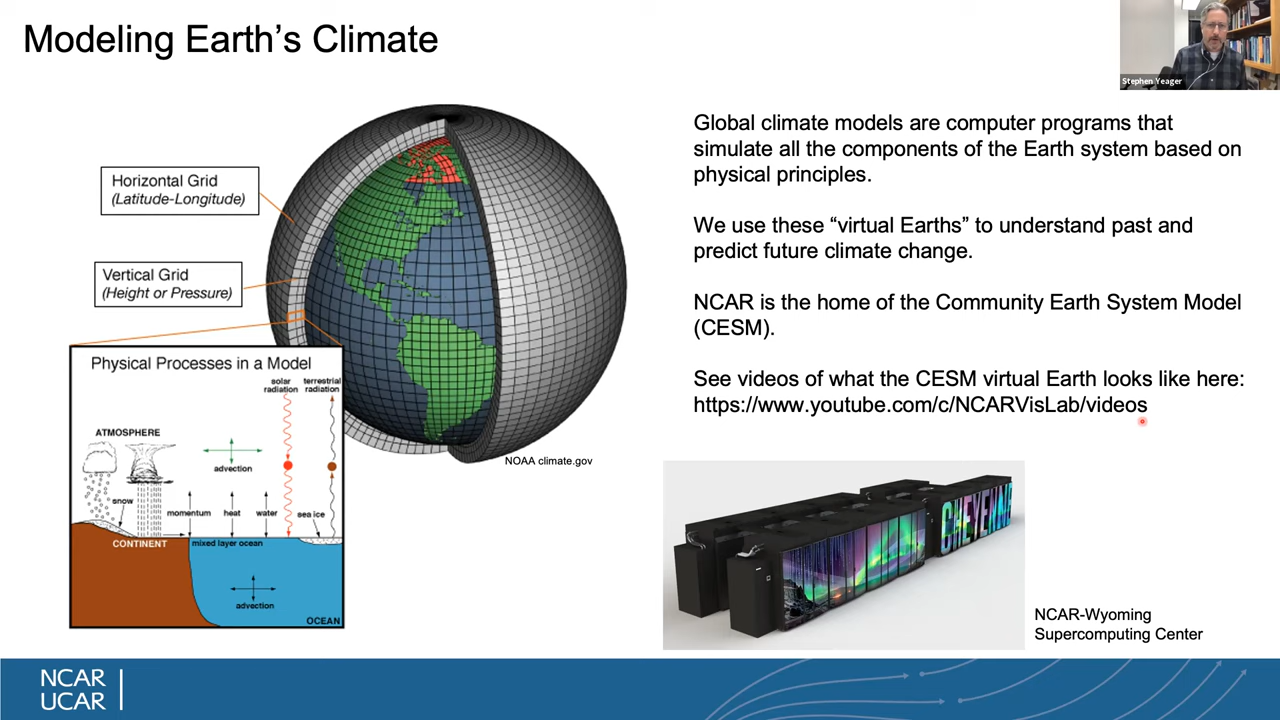 Modeling Earth's Climate
Stephen Yeager
Horizontal Grid
(Latitude-Longitude)
Vertical Grid
(Height or Pressure)
Physical Processes in a Model
solar
radiation
terrestrial
radiation
ATMOSPHERE
advection
snow
momentum
heat
water
sea ice
CONTINENT
mixed layer ocean
advection
OCEAN
NOAA climate.gov
Global climate models are computer programs that
simulate all the components of the Earth system based on
physical principles.
We use these “virtual Earths” to understand past and
predict future climate change.
NCAR is the home of the Community Earth System Model
(CESM).
See videos of what the CESM virtual Earth looks like here:
https://www.youtube.com/c/NCARVisLab/videos
CHEYENNE
NCAR-Wyoming
Supercomputing Center
NCAR
UCAR